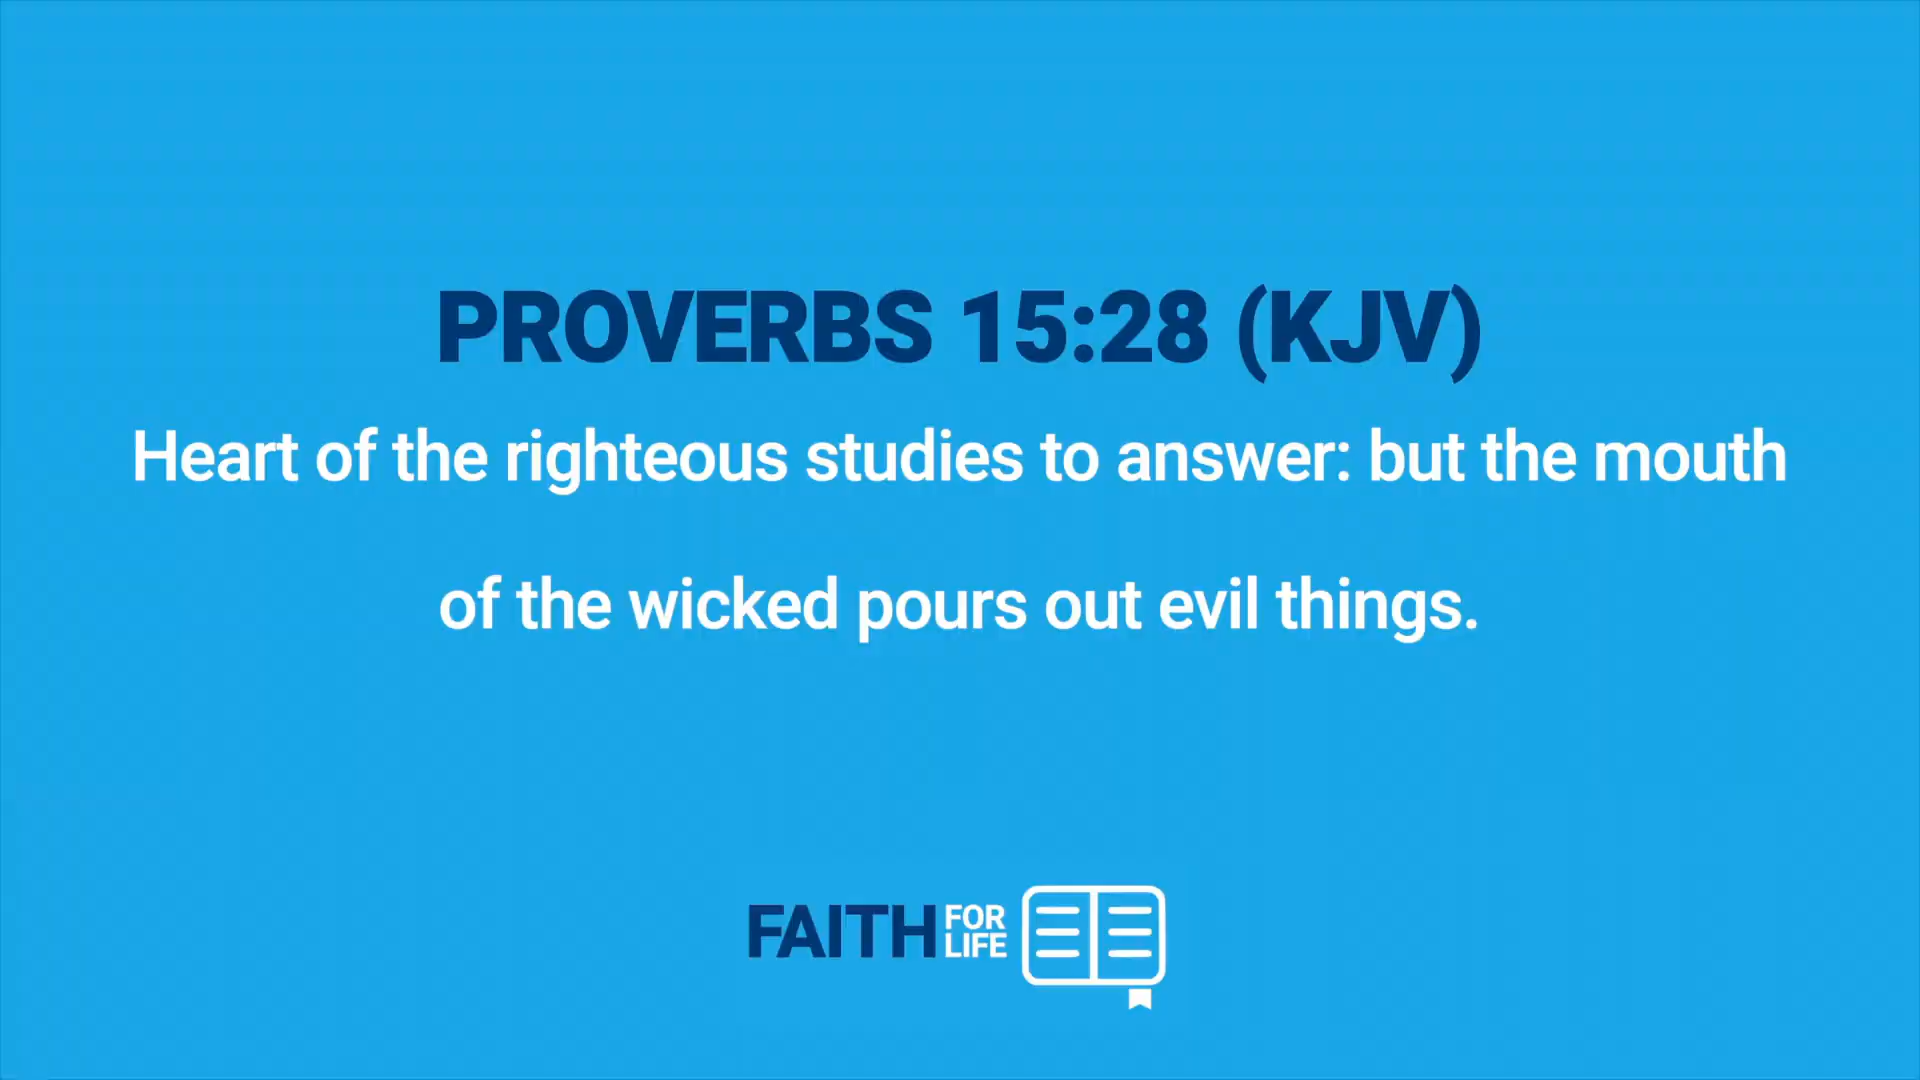 PROVERBS 15:28 (KJV)
Heart of the righteous studies to answer: but the mouth
of the wicked pours out evil things.
FAITH FOR
LIFE